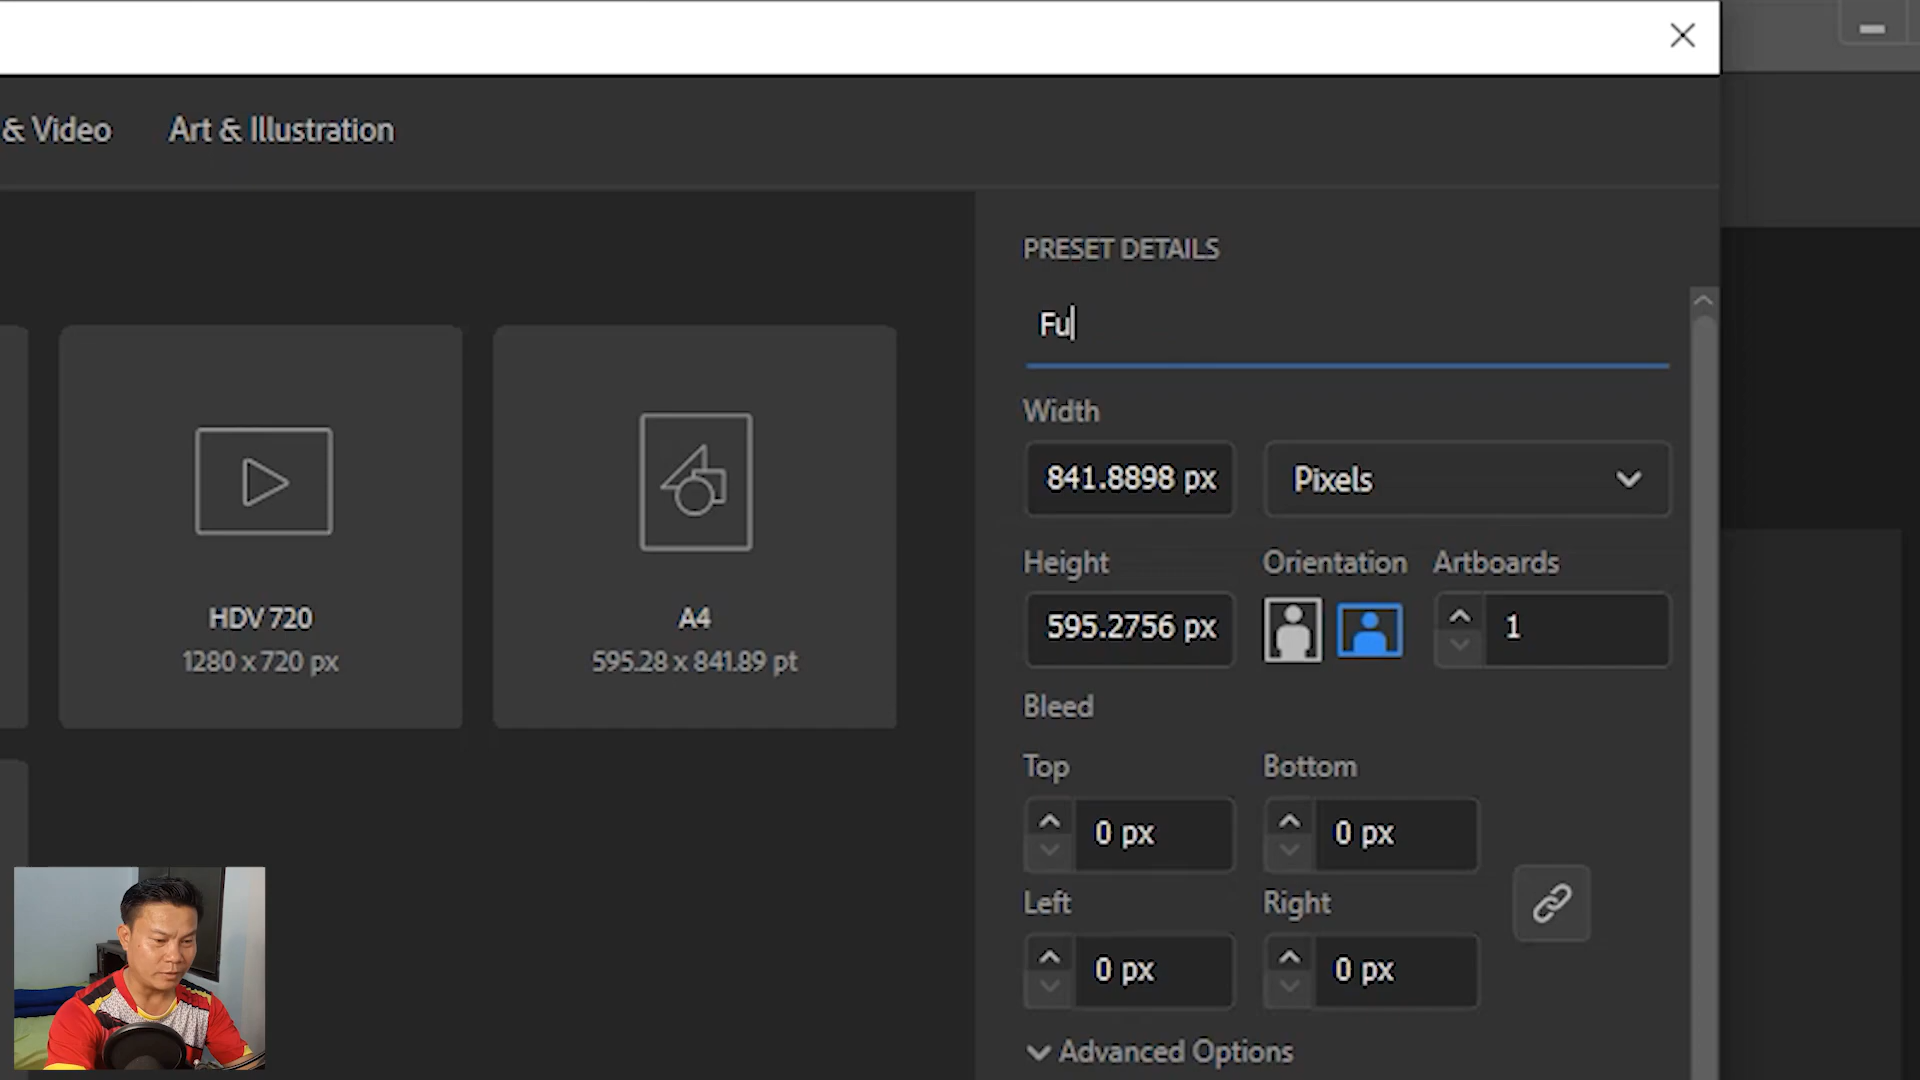 & Video
Art & Illustration
PRESET DETAILS
Fu
Width
841.8898 px
Pixels
Height
Orientation
Artboards
595.2756 px
1
HDV 720
1280 x 720 px
A4
595.28 x 841.89 pt
Bleed
Top
Bottom
0 px
0 px
Left
Right
0 px
0 px
Advanced Options